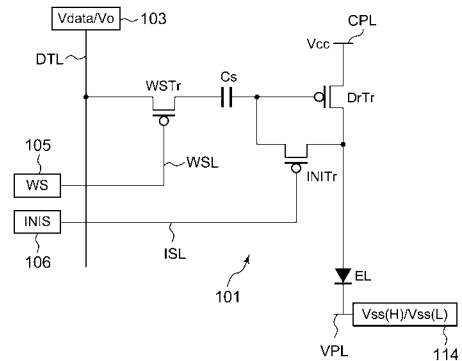 Vdata/Vo
103
CPL
Vcc
DTL
WSTr
Cs
DrTr
105
WS
WSL
INITr
INIS
106
ISL
101
EL
Vss(H)/Vss(L)
VPL
114